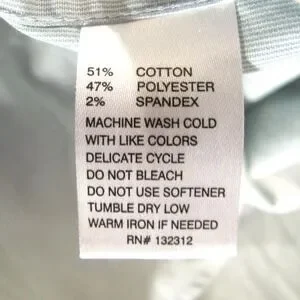 51% COTTON
47% POLYESTER
2% SPANDEX
MACHINE WASH COLD
WITH LIKE COLORS
DELICATE CYCLE
DO NOT BLEACH
DO NOT USE SOFTENER
TUMBLE DRY LOW
WARM IRON IF NEEDED
RN# 132312